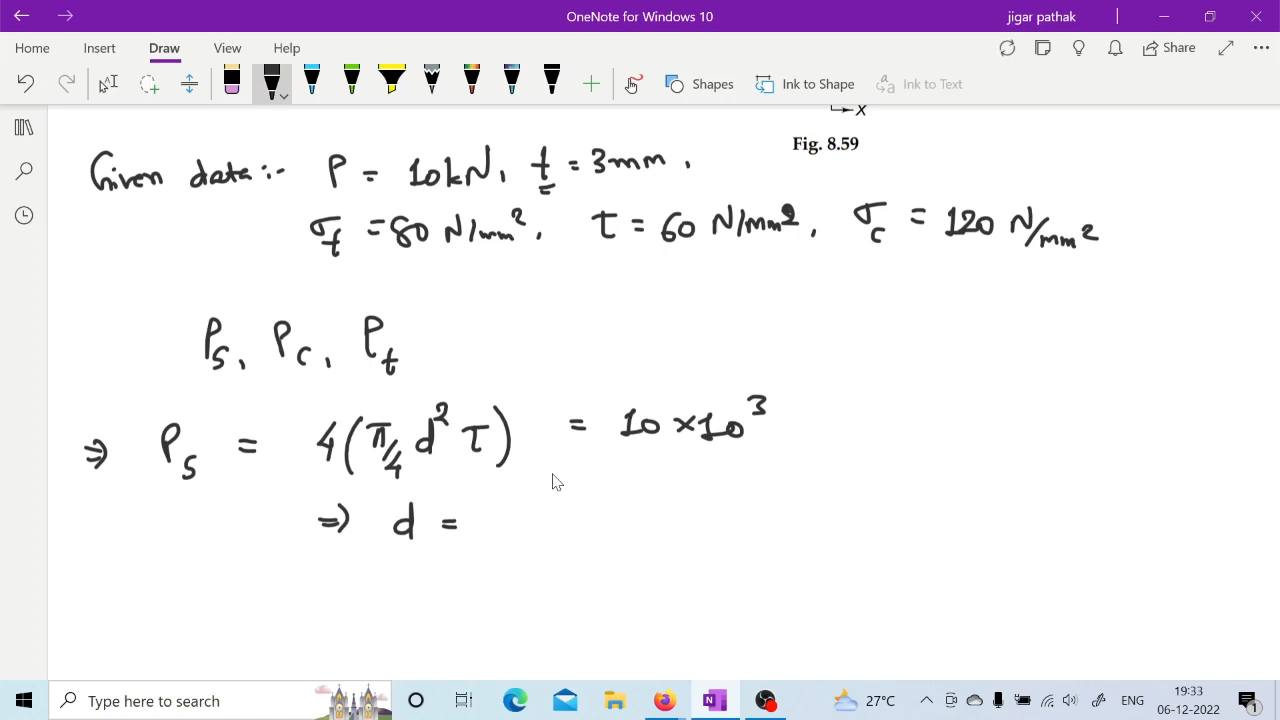 OneNote for Windows 10
jigar pathak
Home Insert Draw View Help
Share
Shapes Ink to Shape Ink to Text
X
Fig. 8.59
Given data :- P = 10kN, t = 3mm,
σt = 80 N/mm², τ = 60 N/mm², σc = 120 N/mm²
Ps, Pc, Pt
⇒ Ps = 4(π/4 d² τ) = 10 × 10³
⇒ d =
Type here to search
27°C
ENG
19:33
06-12-2022
1